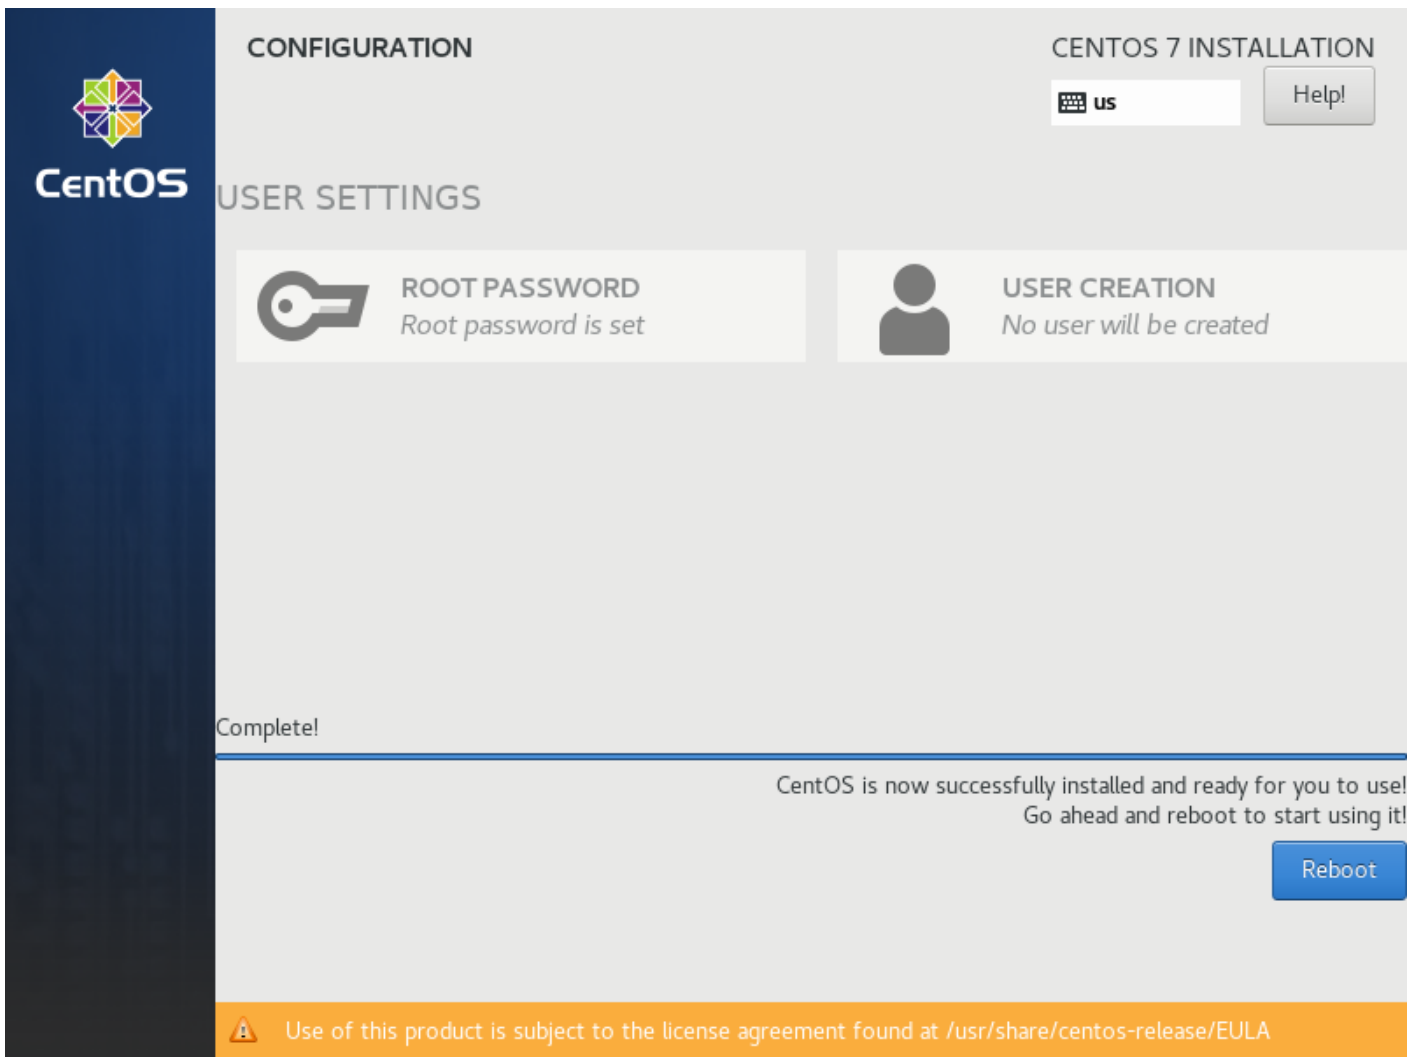 CONFIGURATION
CENTOS 7 INSTALLATION
us
Help!
CentOS
USER SETTINGS
ROOT PASSWORD
Root password is set
USER CREATION
No user will be created
Complete!
CentOS is now successfully installed and ready for you to use!
Go ahead and reboot to start using it!
Reboot
Use of this product is subject to the license agreement found at /usr/share/centos-release/EULA